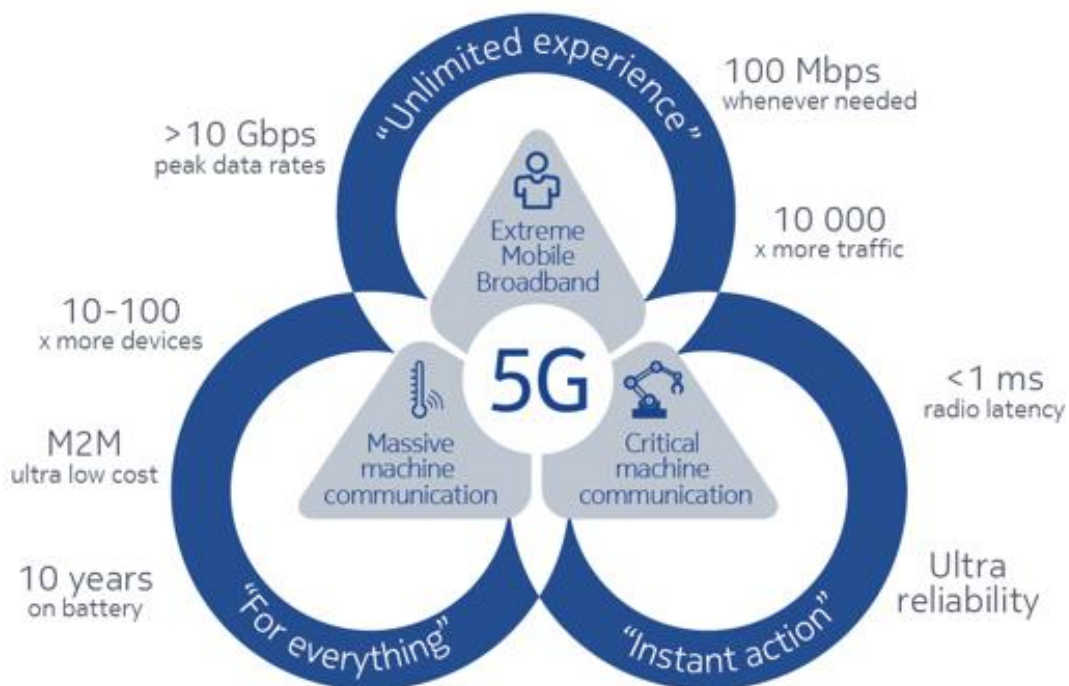 “Unlimited experience”
100 Mbps
whenever needed
>10 Gbps
peak data rates
10 000
x more traffic
Extreme
Mobile
Broadband
10-100
x more devices
5G
<1 ms
radio latency
M2M
ultra low cost
Massive
machine
communication
Critical
machine
communication
10 years
on battery
Ultra
reliability
“For everything”
“Instant action”